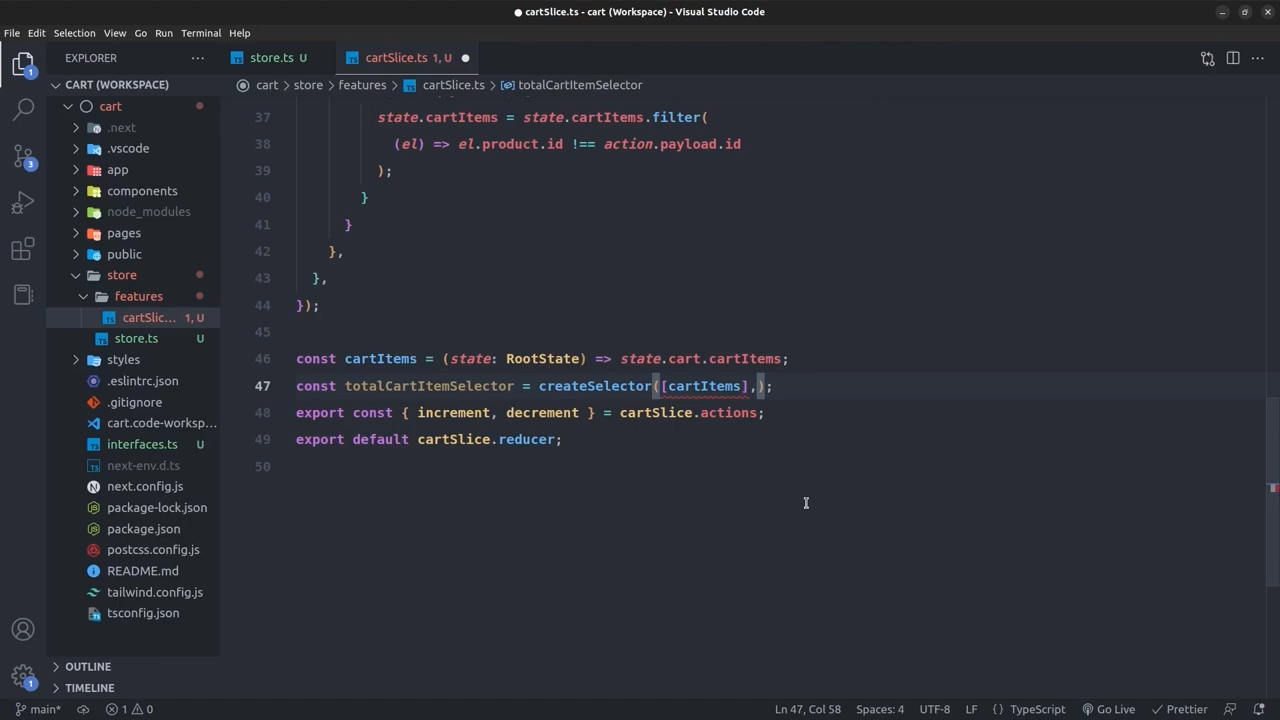 ● cartSlice.ts - cart (Workspace) - Visual Studio Code
File Edit Selection View Go Run Terminal Help
EXPLORER
store.ts U
cartSlice.ts 1, U
CART (WORKSPACE)
cart > store > features > cartSlice.ts > totalCartItemSelector
cart
.next
.vscode
app
components
node_modules
pages
public
store
features
cartSlic... 1, U
store.ts U
styles
.eslintrc.json
.gitignore
cart.code-worksp...
interfaces.ts U
next-env.d.ts
next.config.js
package-lock.json
package.json
postcss.config.js
README.md
tailwind.config.js
tsconfig.json
OUTLINE
TIMELINE
1
3
1
37 state.cartItems = state.cartItems.filter(
38 (el) => el.product.id !== action.payload.id
39 );
40 }
41 }
42 },
43 },
44 });
45
46 const cartItems = (state: RootState) => state.cart.cartItems;
47 const totalCartItemSelector = createSelector([cartItems],);
48 export const { increment, decrement } = cartSlice.actions;
49 export default cartSlice.reducer;
50
main* 1 0 Ln 47, Col 58 Spaces: 4 UTF-8 LF {} TypeScript Go Live Prettier